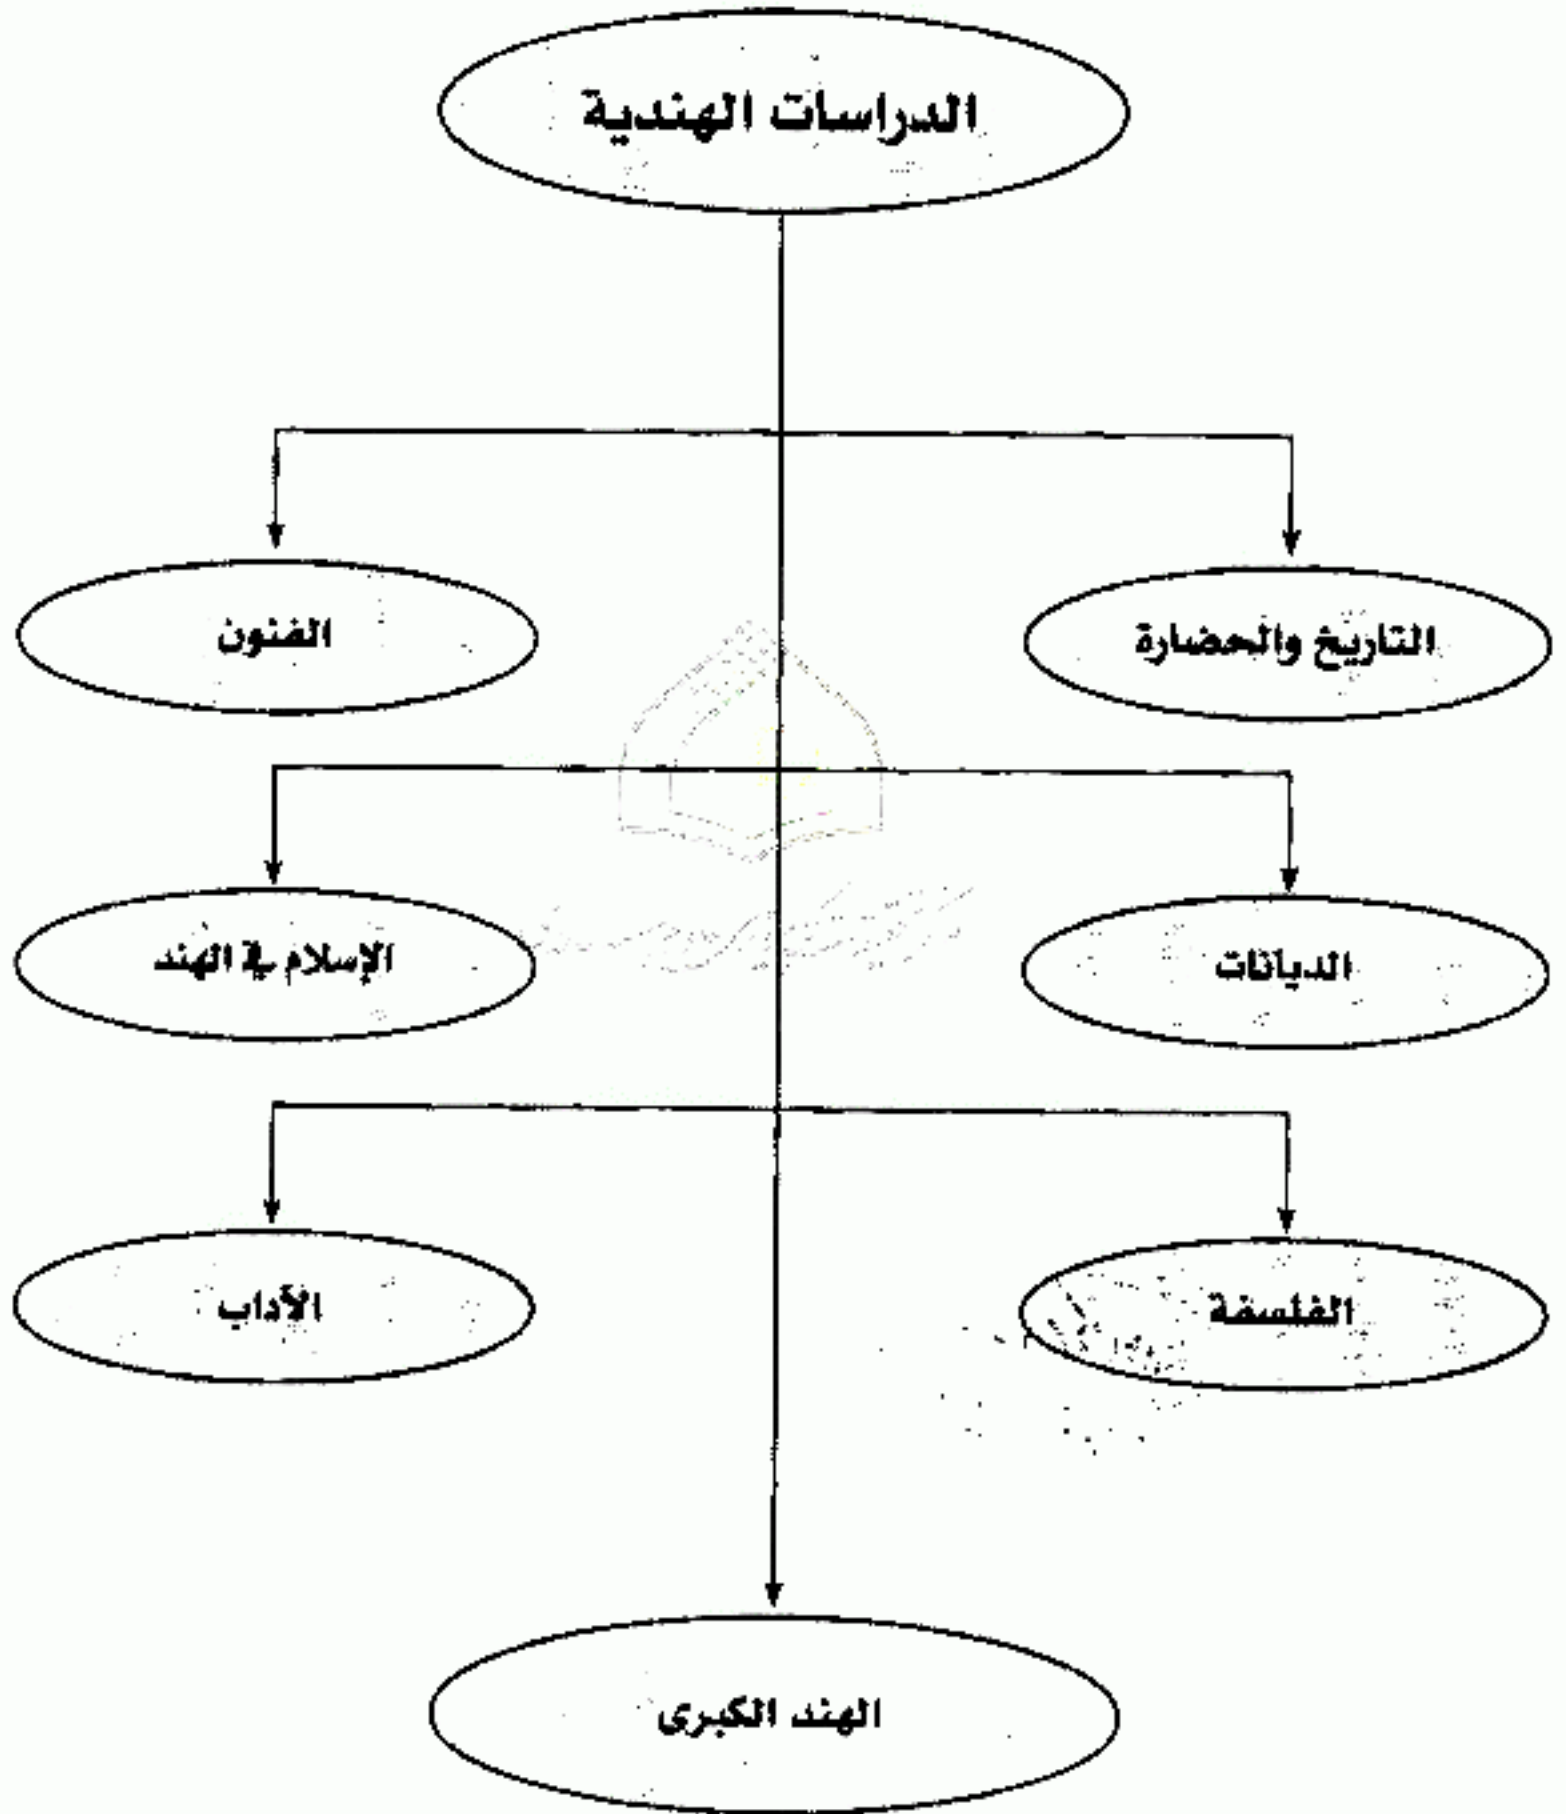 الدراسات الهندية
التاريخ والحضارة
الفنون
الديانات
الإسلام في الهند
الفلسفة
الآداب
الهند الكبرى